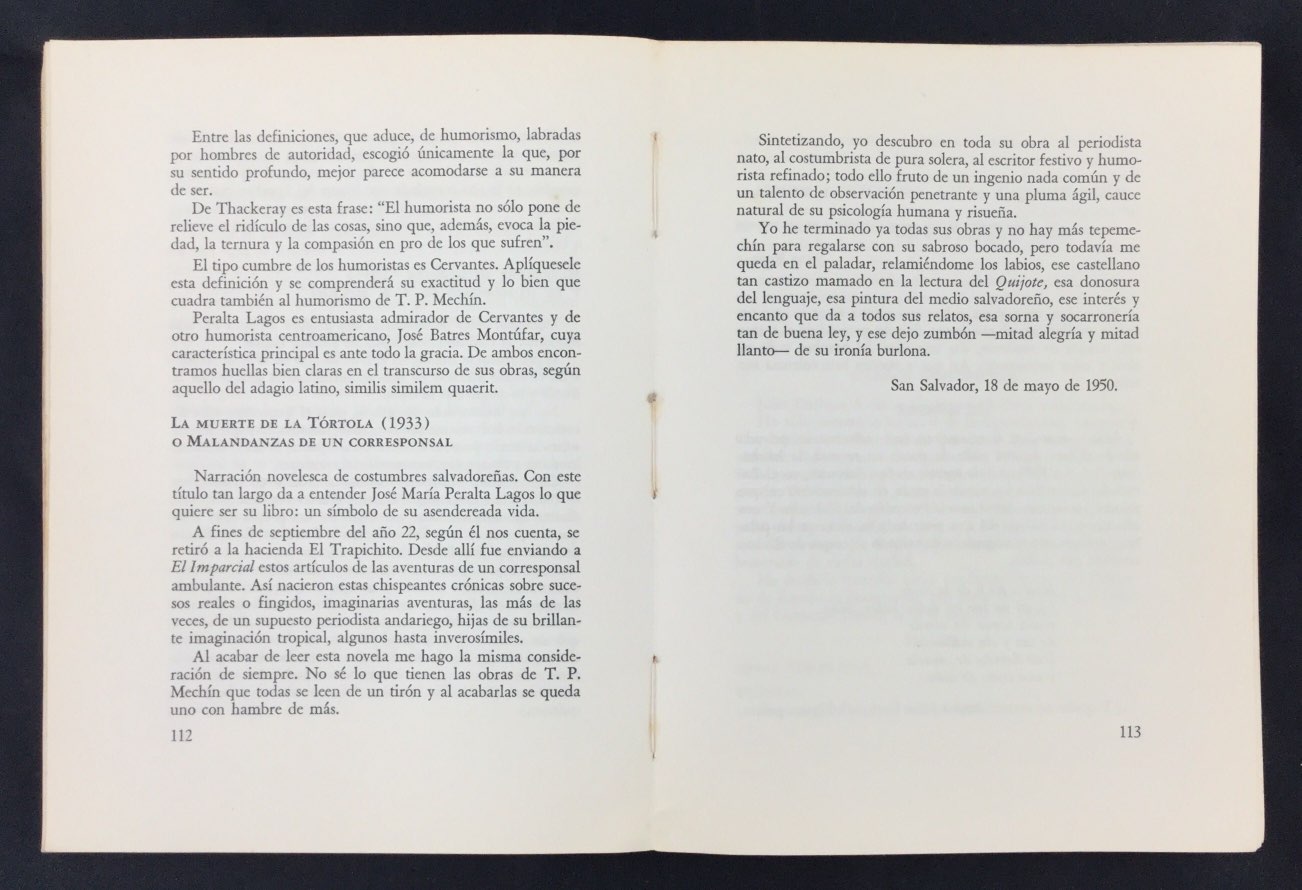 Entre las definiciones, que aduce, de humorismo, labradas
por hombres de autoridad, escogió únicamente la que, por
su sentido profundo, mejor parece acomodarse a su manera
de ser.
De Thackeray es esta frase: “El humorista no sólo pone de
relieve el ridículo de las cosas, sino que, además, evoca la pie-
dad, la ternura y la compasión en pro de los que sufren”.
El tipo cumbre de los humoristas es Cervantes. Aplíquesele
esta definición y se comprenderá su exactitud y lo bien que
cuadra también al humorismo de T. P. Mechín.
Peralta Lagos es entusiasta admirador de Cervantes y de
otro humorista centroamericano, José Batres Montúfar, cuya
característica principal es ante todo la gracia. De ambos encon-
tramos huellas bien claras en el transcurso de sus obras, según
aquello del adagio latino, similis similem quaerit.
LA MUERTE DE LA TÓRTOLA (1933)
O MALANDANZAS DE UN CORRESPONSAL
Narración novelesca de costumbres salvadoreñas. Con este
título tan largo da a entender José María Peralta Lagos lo que
quiere ser su libro: un símbolo de su asendereada vida.
A fines de septiembre del año 22, según él nos cuenta, se
retiró a la hacienda El Trapichito. Desde allí fue enviando a
El Imparcial estos artículos de las aventuras de un corresponsal
ambulante. Así nacieron estas chispeantes crónicas sobre suce-
sos reales o fingidos, imaginarias aventuras, las más de las
veces, de un supuesto periodista andariego, hijas de su brillan-
te imaginación tropical, algunos hasta inverosímiles.
Al acabar de leer esta novela me hago la misma conside-
ración de siempre. No sé lo que tienen las obras de T. P.
Mechín que todas se leen de un tirón y al acabarlas se queda
uno con hambre de más.
112
Sintetizando, yo descubro en toda su obra al periodista
nato, al costumbrista de pura solera, al escritor festivo y humo-
rista refinado; todo ello fruto de un ingenio nada común y de
un talento de observación penetrante y una pluma ágil, cauce
natural de su psicología humana y risueña.
Yo he terminado ya todas sus obras y no hay más tepeme-
chín para regalarse con su sabroso bocado, pero todavía me
queda en el paladar, relamiéndome los labios, ese castellano
tan castizo mamado en la lectura del Quijote, esa donosura
del lenguaje, esa pintura del medio salvadoreño, ese interés y
encanto que da a todos sus relatos, esa sorna y socarronería
tan de buena ley, y ese dejo zumbón —mitad alegría y mitad
llanto— de su ironía burlona.
San Salvador, 18 de mayo de 1950.
113